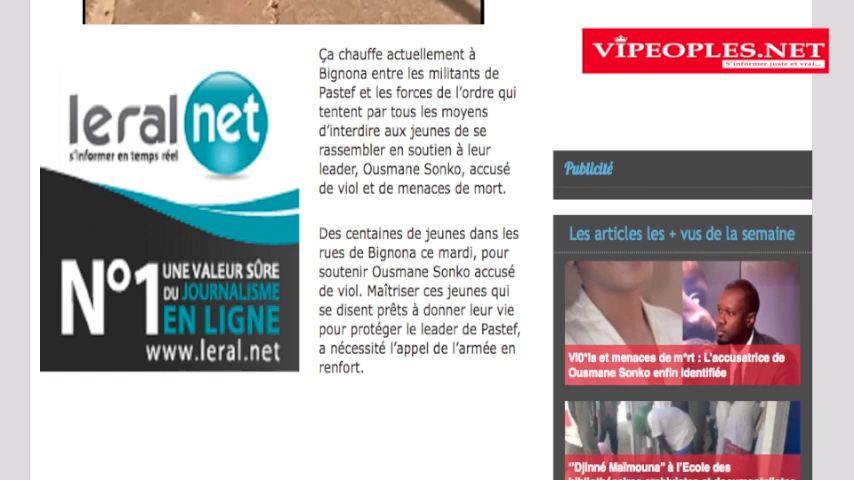 Ça chauffe actuellement à
Bignona entre les militants de
Pastef et les forces de l'ordre qui
tentent par tous les moyens
d'interdire aux jeunes de se
rassembler en soutien à leur
leader, Ousmane Sonko, accusé
de viol et de menaces de mort.
Des centaines de jeunes dans les
rues de Bignona ce mardi, pour
soutenir Ousmane Sonko accusé
de viol. Maîtriser ces jeunes qui
se disent prêts à donner leur vie
pour protéger le leader de Pastef,
a nécessité l'appel de l'armée en
renfort.
leral net
s'informer en temps réel
N°1 UNE VALEUR SÛRE
DU JOURNALISME
EN LIGNE
www.leral.net
VIPEOPLES.NET
S'informer juste et vrai...
Publicité
Les articles les + vus de la semaine
Vi0*ls et menaces de m*rt : L'accusatrice de
Ousmane Sonko enfin identifiée
"Djinné Maïmouna" à l'Ecole des